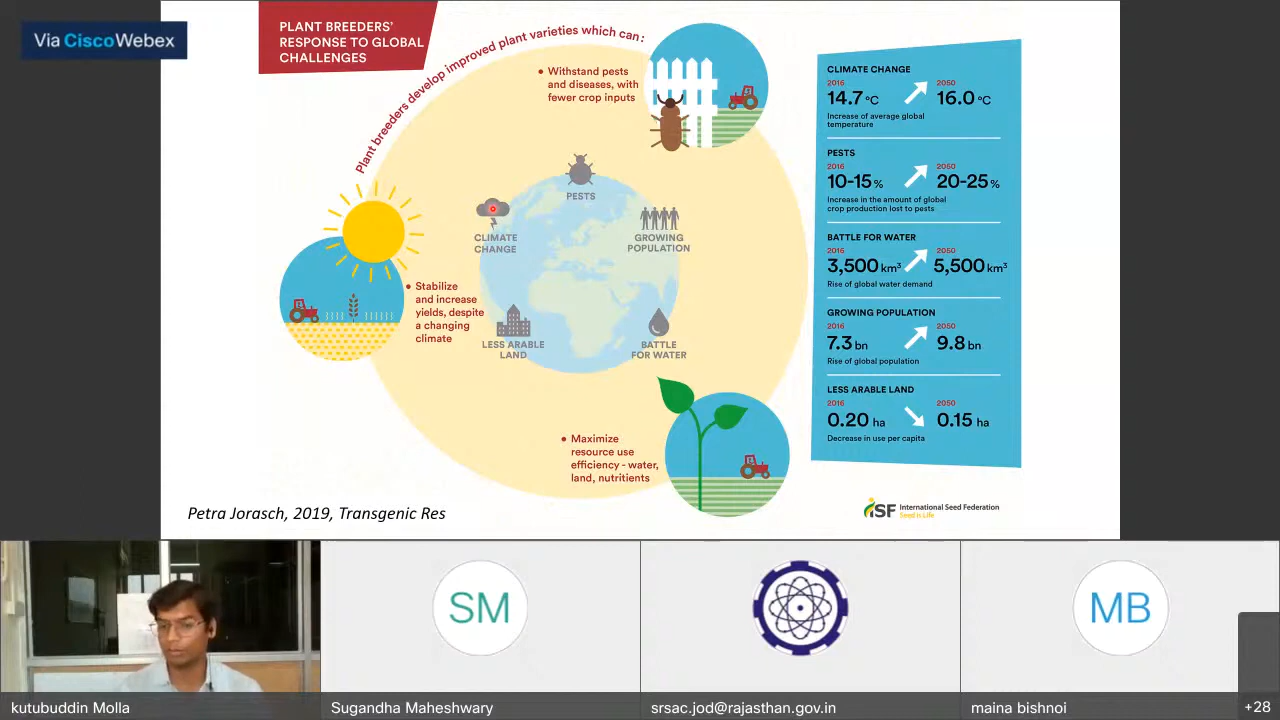 Via Cisco Webex
PLANT BREEDERS'
RESPONSE TO GLOBAL
CHALLENGES
Plant breeders develop improved plant varieties which can:
• Withstand pests
and diseases, with
fewer crop inputs
PESTS
CLIMATE
CHANGE
GROWING
POPULATION
• Stabilize
and increase
yields, despite
a changing
climate
LESS ARABLE
LAND
BATTLE
FOR WATER
• Maximize
resource use
efficiency - water,
land, nutritients
CLIMATE CHANGE
2016 2050
14.7 °C 16.0 °C
Increase of average global
temperature
PESTS
2016 2050
10-15 % 20-25 %
Increase in the amount of global
crop production lost to pests
BATTLE FOR WATER
2016 2050
3,500 km³ 5,500 km³
Rise of global water demand
GROWING POPULATION
2016 2050
7.3 bn 9.8 bn
Rise of global population
LESS ARABLE LAND
2016 2050
0.20 ha 0.15 ha
Decrease in use per capita
Petra Jorasch, 2019, Transgenic Res
iSF International Seed Federation
Seed is Life
SM
MB
kutubuddin Molla
Sugandha Maheshwary
srsac.jod@rajasthan.gov.in
maina bishnoi
+28